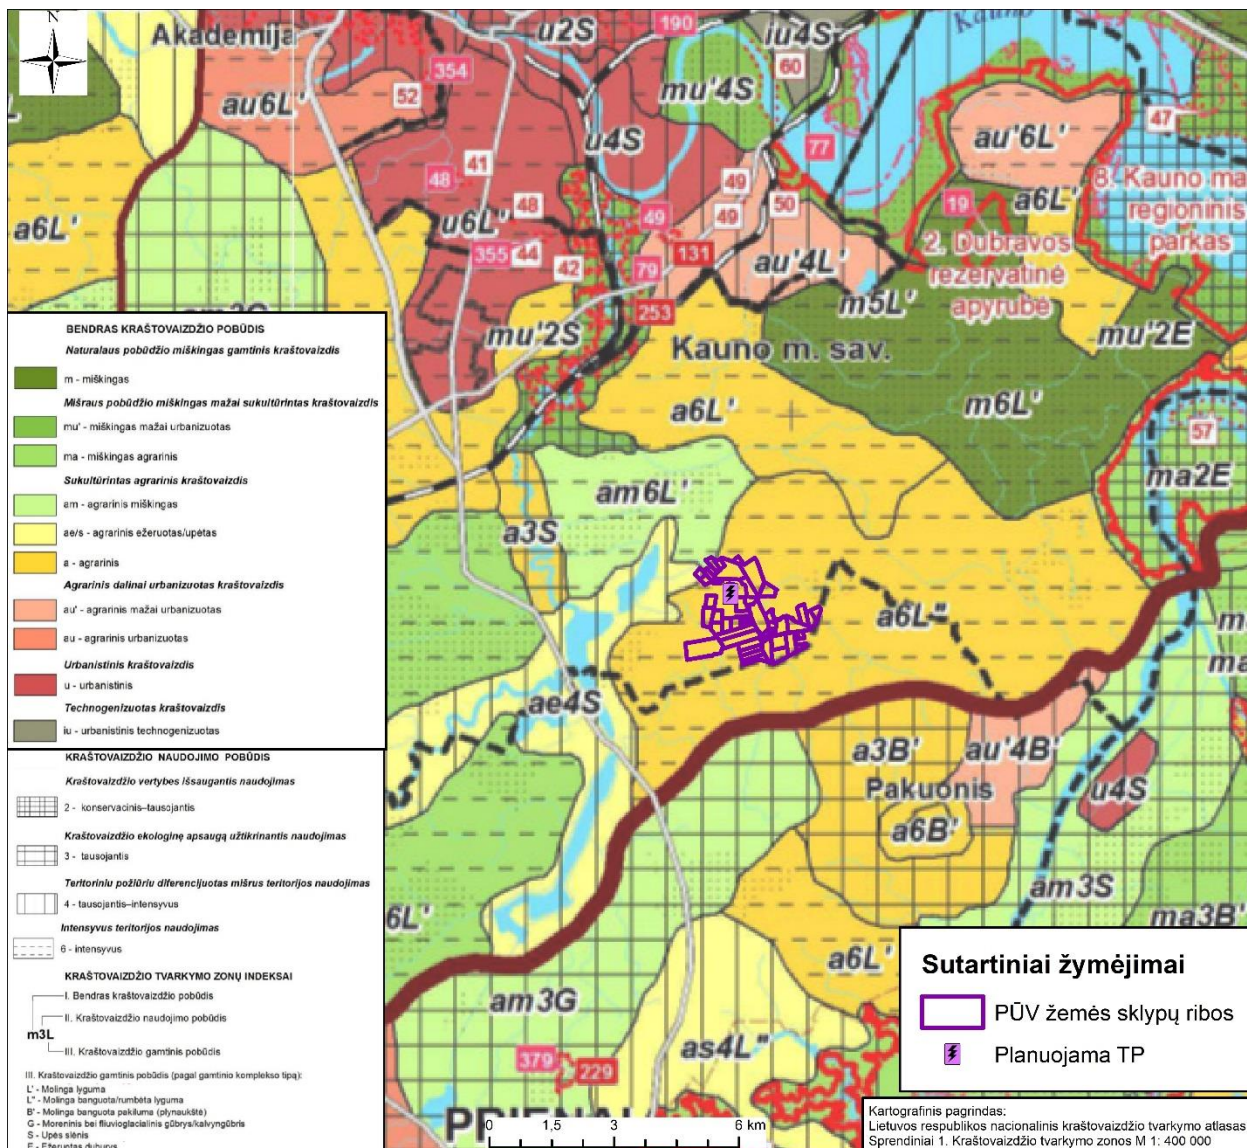 N
Akademija
u2S
190
iu4S
Kauno
354
52
60
au6L'
mu'4S
47
u4S
77
au'6L'
41
48
49
48
50
a6L'
8. Kauno ma
regioninis
parkas
a6L'
u6L'
49
49
19
2. Dubravos
rezervatinė
apyrubė
355
44
42
79
131
au'4L'
m5L'
am3G
253
mu'2S
mu'2E
Kauno m. sav.
a6L'
m6L'
57
am6L'
ma2E
a3S
a6L"
m
ma
ae4S
a3B'
au'4B'
Pakuonis
u4S
a6B'
am3S
6L'
ma3B'
a6L'
am3G
as4L"
379
229
PRIENAI
BENDRAS KRAŠTOVAIZDŽIO POBŪDIS
Natūralaus pobūdžio miškingas gamtinis kraštovaizdis
m - miškingas
Mišraus pobūdžio miškingas mažai sukultūrintas kraštovaizdis
mu' - miškingas mažai urbanizuotas
ma - miškingas agrarinis
Sukultūrintas agrarinis kraštovaizdis
am - agrarinis miškingas
ae/s - agrarinis ežeruotas/upėtas
a - agrarinis
Agrarinis dalinai urbanizuotas kraštovaizdis
au' - agrarinis mažai urbanizuotas
au - agrarinis urbanizuotas
Urbanistinis kraštovaizdis
u - urbanistinis
Technogenizuotas kraštovaizdis
iu - urbanistinis technogenizuotas
KRAŠTOVAIZDŽIO NAUDOJIMO POBŪDIS
Kraštovaizdžio vertybes išsaugantis naudojimas
2 - konservacinis–tausojantis
Kraštovaizdžio ekologinę apsaugą užtikrinantis naudojimas
3 - tausojantis
Teritoriniu požiūriu diferencijuotas mišrus teritorijos naudojimas
4 - tausojantis–intensyvus
Intensyvus teritorijos naudojimas
6 - intensyvus
KRAŠTOVAIZDŽIO TVARKYMO ZONŲ INDEKSAI
I. Bendras kraštovaizdžio pobūdis
II. Kraštovaizdžio naudojimo pobūdis
m3L
III. Kraštovaizdžio gamtinis pobūdis
III. Kraštovaizdžio gamtinis pobūdis (pagal gamtinio komplekso tipą):
L' - Molinga lyguma
L" - Molinga banguota/rumbėta lyguma
B' - Molinga banguota pakiluma (plynaukštė)
G - Moreninis bei fliuvioglacialinis gūbrys/kalvyngūbris
S - Upės slėnis
E - Ežeruotas duburys
0 1,5 3 6 km
Sutartiniai žymėjimai
PŪV žemės sklypų ribos
Planuojama TP
Kartografinis pagrindas:
Lietuvos respublikos nacionalinis kraštovaizdžio tvarkymo atlasas
Sprendiniai 1. Kraštovaizdžio tvarkymo zonos M 1: 400 000